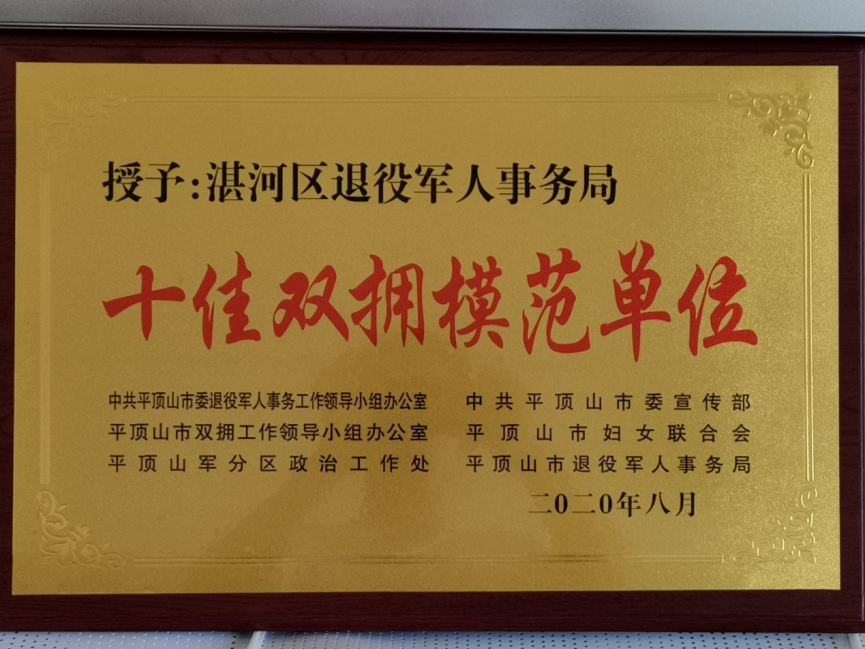 授予:湛河区退役军人事务局
十佳双拥模范单位
中共平顶山市委退役军人事务工作领导小组办公室
中共平顶山市委宣传部
平顶山市双拥工作领导小组办公室
平顶山市妇女联合会
平顶山军分区政治工作处
平顶山市退役军人事务局
二〇二〇年八月